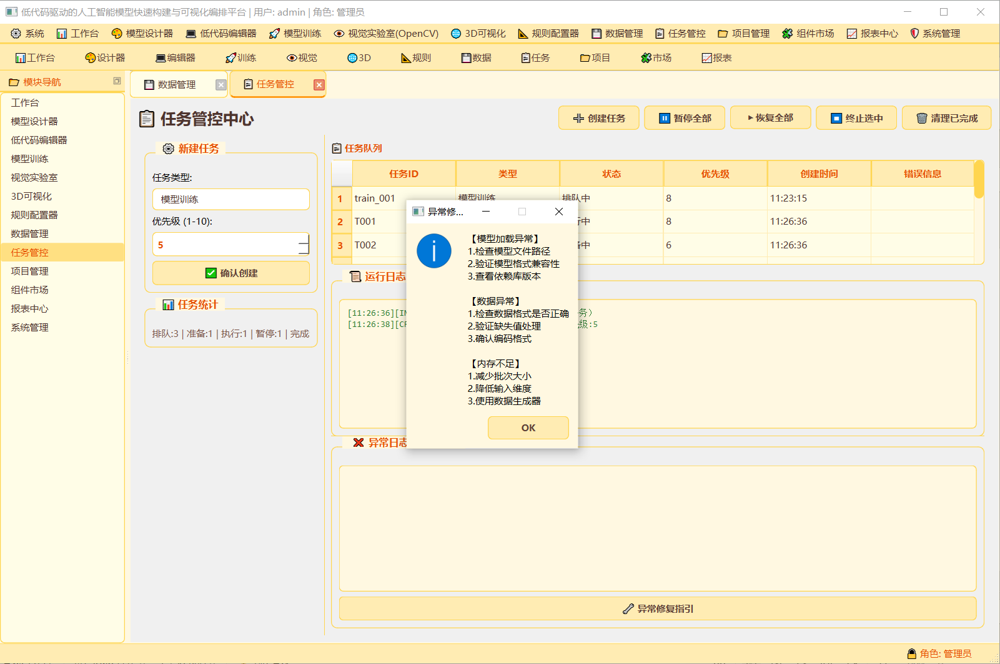 低代码驱动的人工智能模型快速构建与可视化编排平台 | 用户: admin | 角色: 管理员
系统 工作台 模型设计器 低代码编辑器 模型训练 视觉实验室(OpenCV) 3D可视化 规则配置器 数据管理 任务管控 项目管理 组件市场 报表中心 系统管理
工作台 设计器 编辑器 训练 视觉 3D 规则 数据 任务 项目 市场 报表
模块导航
工作台
模型设计器
低代码编辑器
模型训练
视觉实验室
3D可视化
规则配置器
数据管理
任务管控
项目管理
组件市场
报表中心
系统管理
数据管理 任务管控
任务管控中心
创建任务 暂停全部 恢复全部 终止选中 清理已完成
新建任务
任务类型:
模型训练
优先级 (1-10):
5
确认创建
任务统计
排队:3 | 准备:1 | 执行:1 | 暂停:1 | 完成
任务队列
任务ID 类型 状态 优先级 创建时间 错误信息
1 train_001 模型训练 排队中 8 11:23:15
2 T001 行中 8 11:26:36
3 T002 备中 6 11:26:36
运行日志
[11:26:36][IN 务)
[11:26:38][CR 级:5
异常日志
异常修复指引
异常修...
【模型加载异常】
1.检查模型文件路径
2.验证模型格式兼容性
3.查看依赖库版本
【数据异常】
1.检查数据格式是否正确
2.验证缺失值处理
3.确认编码格式
【内存不足】
1.减少批次大小
2.降低输入维度
3.使用数据生成器
OK
角色: 管理员